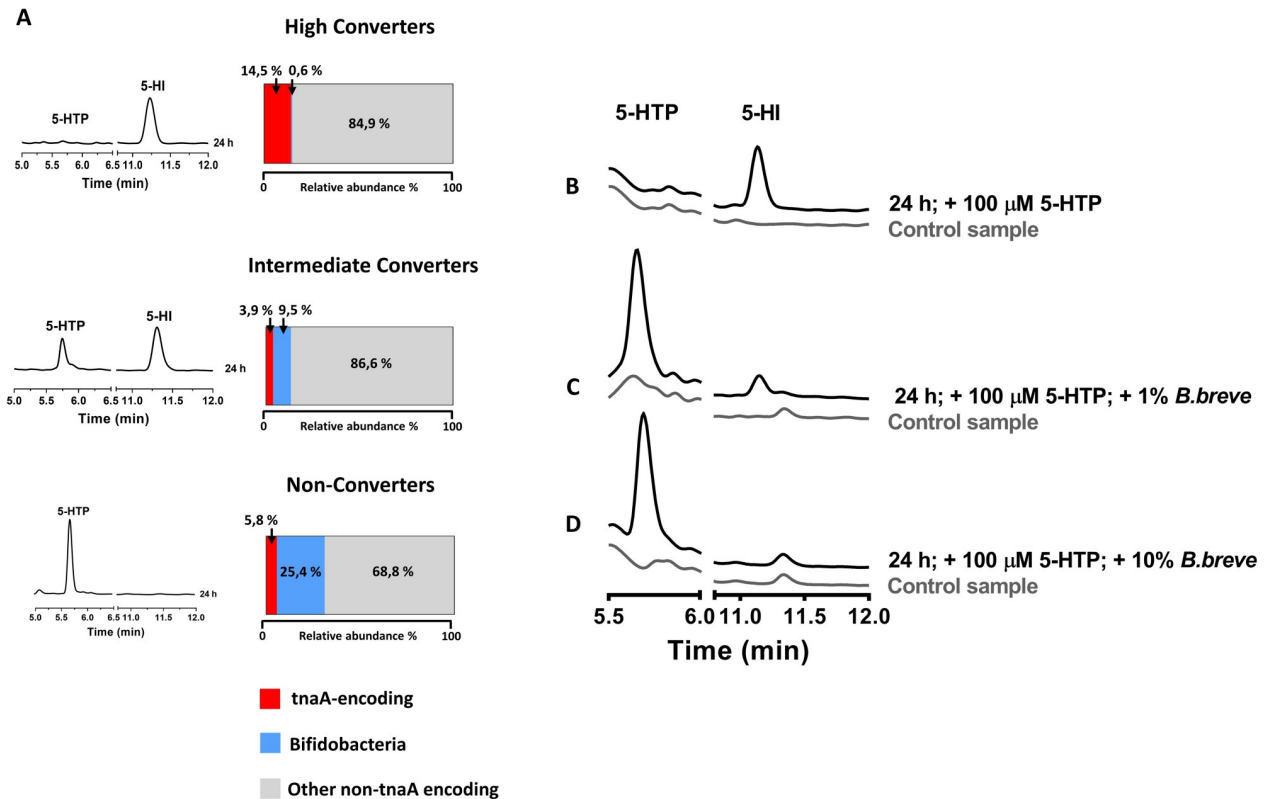 A
High Converters
14,5 % 0,6 %
5-HI
5-HTP
84,9 %
24 h
5.0 5.5 6.0 6.5 11.0 11.5 12.0
Time (min)
0 Relative abundance % 100
Intermediate Converters
3,9 % 9,5 %
5-HTP 5-HI
86,6 %
24 h
5.0 5.5 6.0 6.5 11.0 11.5 12.0
Time (min)
0 Relative abundance % 100
Non-Converters
5-HTP
5,8 %
25,4 % 68,8 %
24 h
5.0 5.5 6.0 6.5 11.0 11.5 12.0
Time (min)
0 Relative abundance % 100
tnaA-encoding
Bifidobacteria
Other non-tnaA encoding
5-HTP 5-HI
B
24 h; + 100 μM 5-HTP
Control sample
C
24 h; + 100 μM 5-HTP; + 1% B.breve
Control sample
D
24 h; + 100 μM 5-HTP; + 10% B.breve
Control sample
5.5 6.0 11.0 11.5 12.0
Time (min)